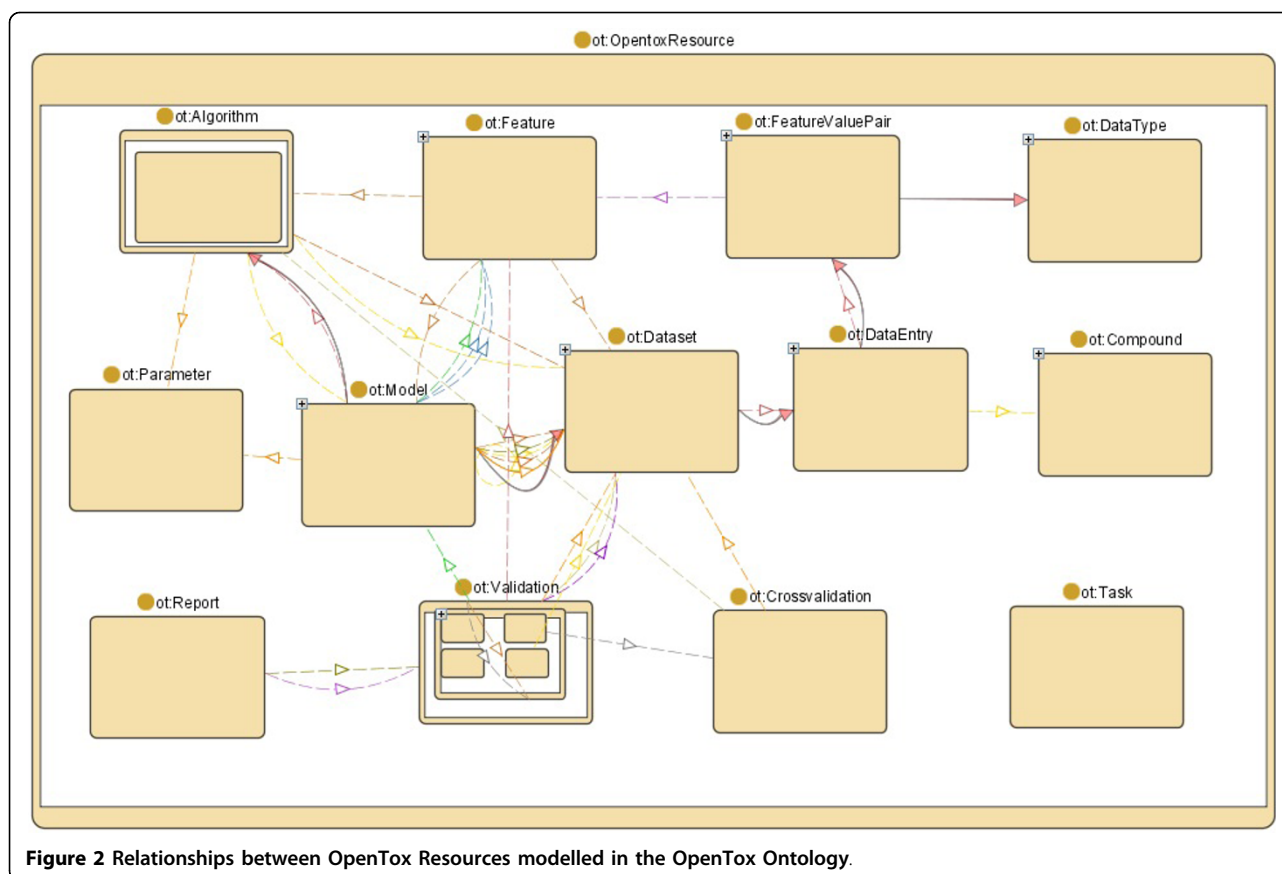 ot:OpentoxResource
ot:Algorithm
ot:Feature
ot:FeatureValuePair
ot:DataType
ot:Parameter
ot:Model
ot:Dataset
ot:DataEntry
ot:Compound
ot:Report
ot:Validation
ot:Crossvalidation
ot:Task
Figure 2 Relationships between OpenTox Resources modelled in the OpenTox Ontology.